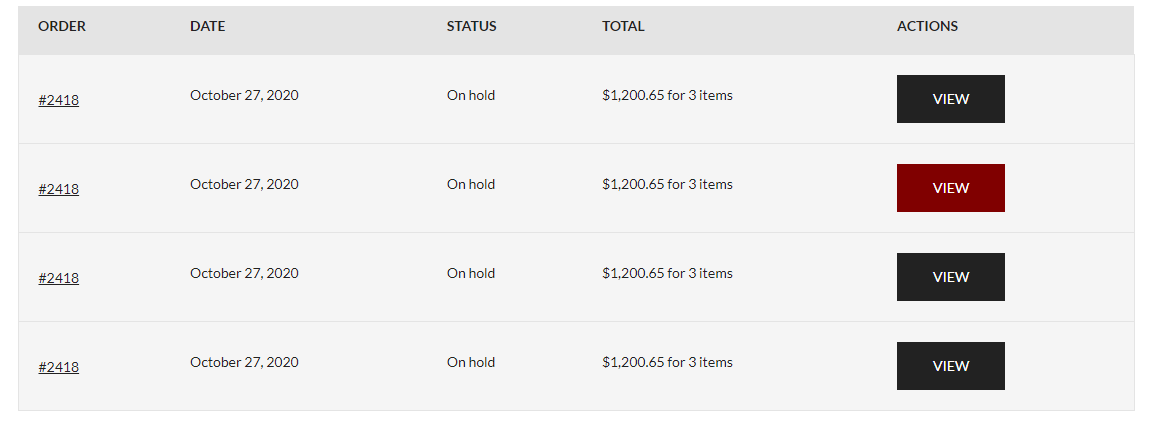 ORDER DATE STATUS TOTAL ACTIONS
#2418 October 27, 2020 On hold $1,200.65 for 3 items VIEW
#2418 October 27, 2020 On hold $1,200.65 for 3 items VIEW
#2418 October 27, 2020 On hold $1,200.65 for 3 items VIEW
#2418 October 27, 2020 On hold $1,200.65 for 3 items VIEW